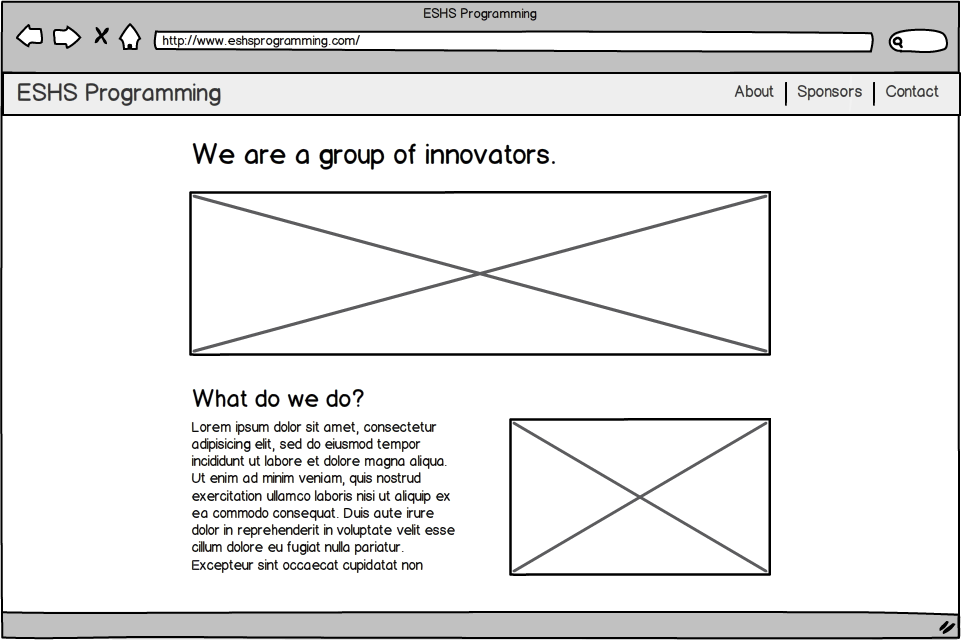 ESHS Programming
http://www.eshsprogramming.com/
ESHS Programming
About
Sponsors
Contact
We are a group of innovators.
What do we do?
Lorem ipsum dolor sit amet, consectetur
adipisicing elit, sed do eiusmod tempor
incididunt ut labore et dolore magna aliqua.
Ut enim ad minim veniam, quis nostrud
exercitation ullamco laboris nisi ut aliquip ex
ea commodo consequat. Duis aute irure
dolor in reprehenderit in voluptate velit esse
cillum dolore eu fugiat nulla pariatur.
Excepteur sint occaecat cupidatat non